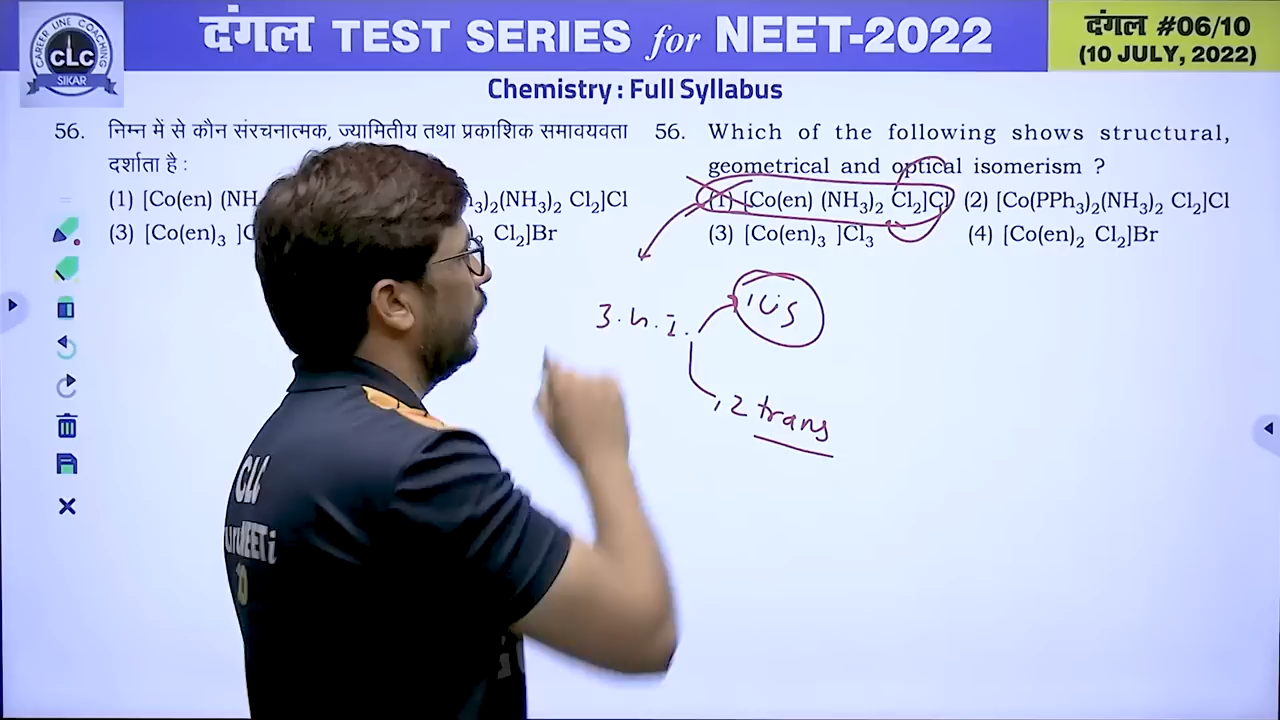 CAREER LINE COACHING
CLC
SIKAR
दंगल TEST SERIES for NEET-2022
दंगल #06/10
(10 JULY, 2022)
Chemistry : Full Syllabus
56. निम्न में से कौन संरचनात्मक, ज्यामितीय तथा प्रकाशिक समावयवता
दर्शाता है :
(1) [Co(en) (NH
)₂(NH₃)₂ Cl₂]Cl
(3) [Co(en)₃ ]C
Cl₂]Br
56. Which of the following shows structural,
geometrical and optical isomerism ?
(1) [Co(en) (NH₃)₂ Cl₂]Cl (2) [Co(PPh₃)₂(NH₃)₂ Cl₂]Cl
(3) [Co(en)₃ ]Cl₃ (4) [Co(en)₂ Cl₂]Br
3. n. I.
cis
2 trans
CLC